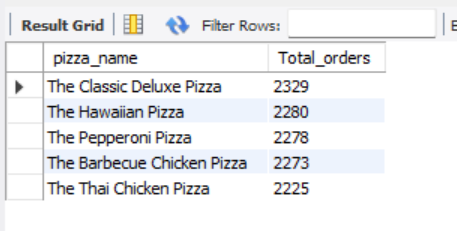 Result Grid Filter Rows:
pizza_name Total_orders
The Classic Deluxe Pizza 2329
The Hawaiian Pizza 2280
The Pepperoni Pizza 2278
The Barbecue Chicken Pizza 2273
The Thai Chicken Pizza 2225